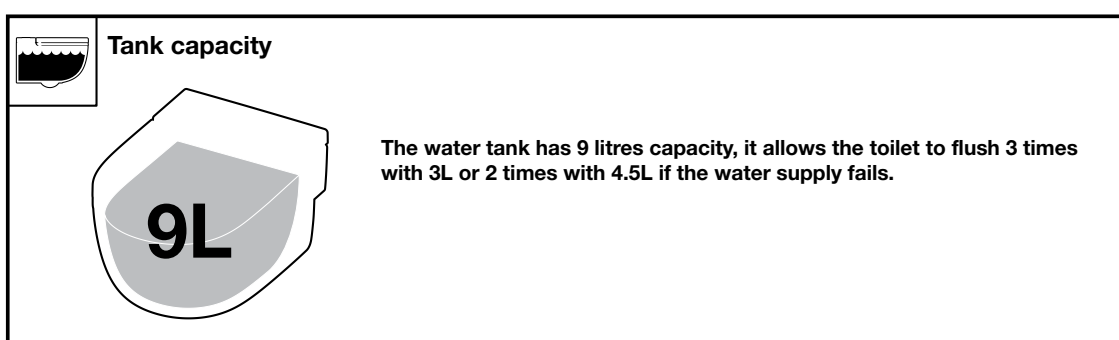 Tank capacity
The water tank has 9 litres capacity, it allows the toilet to flush 3 times
with 3L or 2 times with 4.5L if the water supply fails.
9L